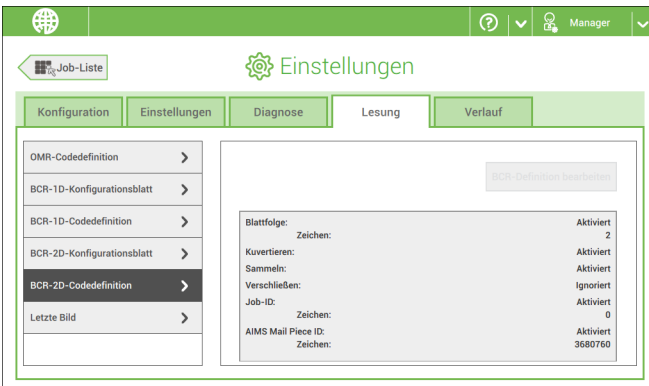 Manager
Job-Liste
Einstellungen
Konfiguration
Einstellungen
Diagnose
Lesung
Verlauf
OMR-Codedefinition
BCR-1D-Konfigurationsblatt
BCR-1D-Codedefinition
BCR-2D-Konfigurationsblatt
BCR-2D-Codedefinition
Letzte Bild
BCR-Definition bearbeiten
Blattfolge: Aktiviert
Zeichen: 2
Kuvertieren: Aktiviert
Sammeln: Aktiviert
Verschließen: Ignoriert
Job-ID: Aktiviert
Zeichen: 0
AIMS Mail Piece ID: Aktiviert
Zeichen: 3680760